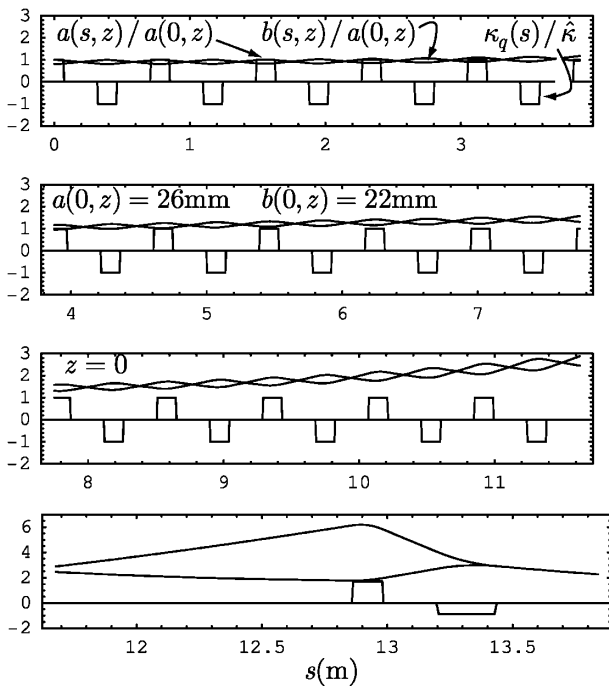 a(s,z)/a(0,z) b(s,z)/a(0,z) κ_q(s)/κ̂
3
2
1
0
-1
-2
0 1 2 3
a(0,z) = 26mm b(0,z) = 22mm
3
2
1
0
-1
-2
4 5 6 7
z = 0
3
2
1
0
-1
-2
8 9 10 11
6
4
2
0
-2
12 12.5 13 13.5
s(m)